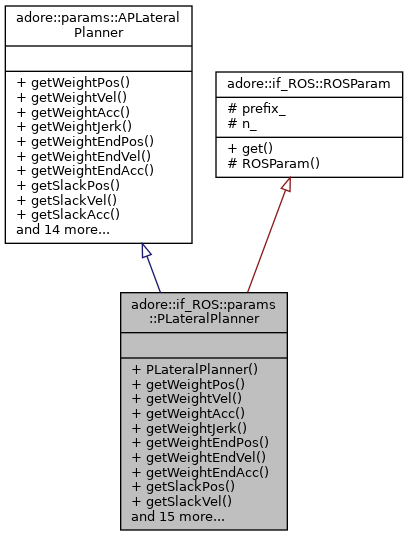 adore::params::APLateral
Planner
+ getWeightPos()
+ getWeightVel()
+ getWeightAcc()
+ getWeightJerk()
+ getWeightEndPos()
+ getWeightEndVel()
+ getWeightEndAcc()
+ getSlackPos()
+ getSlackVel()
+ getSlackAcc()
and 14 more...
adore::if_ROS::ROSParam
# prefix_
# n_
+ get()
# ROSParam()
adore::if_ROS::params
::PLateralPlanner
+ PLateralPlanner()
+ getWeightPos()
+ getWeightVel()
+ getWeightAcc()
+ getWeightJerk()
+ getWeightEndPos()
+ getWeightEndVel()
+ getWeightEndAcc()
+ getSlackPos()
+ getSlackVel()
and 15 more...